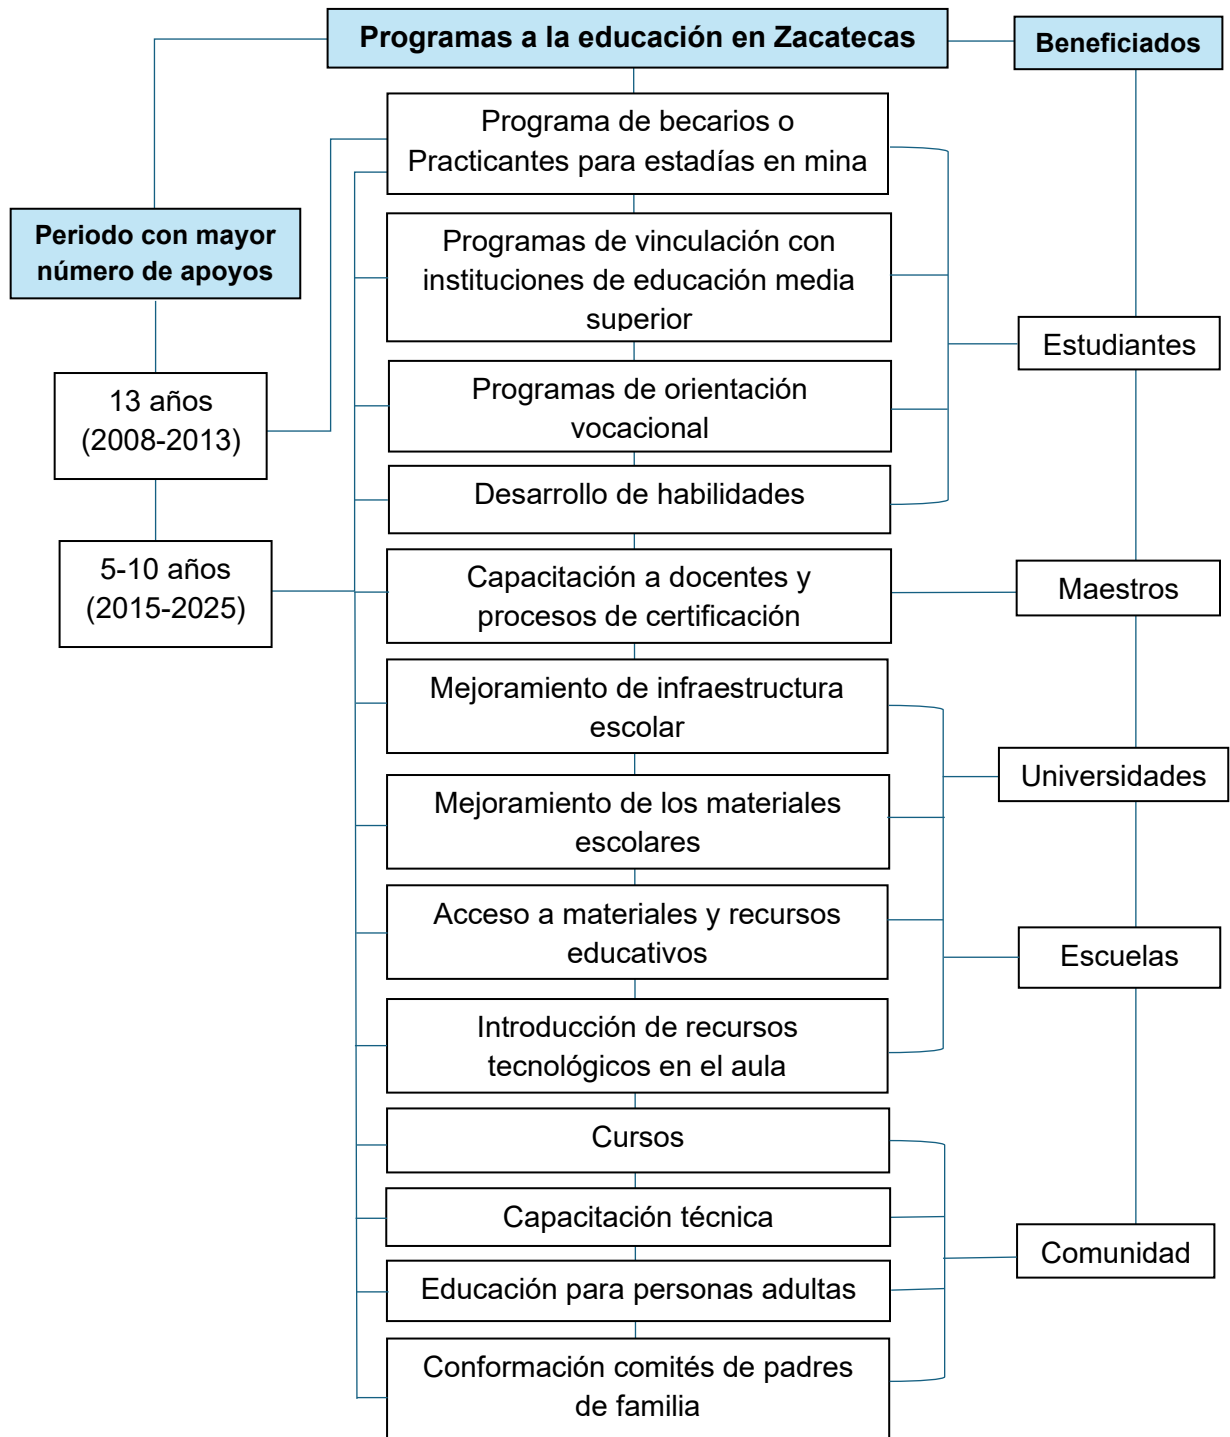 Programas a la educación en Zacatecas
Beneficiados
Periodo con mayor
número de apoyos
13 años
(2008-2013)
5-10 años
(2015-2025)
Programa de becarios o
Practicantes para estadías en mina
Programas de vinculación con
instituciones de educación media
superior
Programas de orientación
vocacional
Desarrollo de habilidades
Capacitación a docentes y
procesos de certificación
Mejoramiento de infraestructura
escolar
Mejoramiento de los materiales
escolares
Acceso a materiales y recursos
educativos
Introducción de recursos
tecnológicos en el aula
Cursos
Capacitación técnica
Educación para personas adultas
Conformación comités de padres
de familia
Estudiantes
Maestros
Universidades
Escuelas
Comunidad